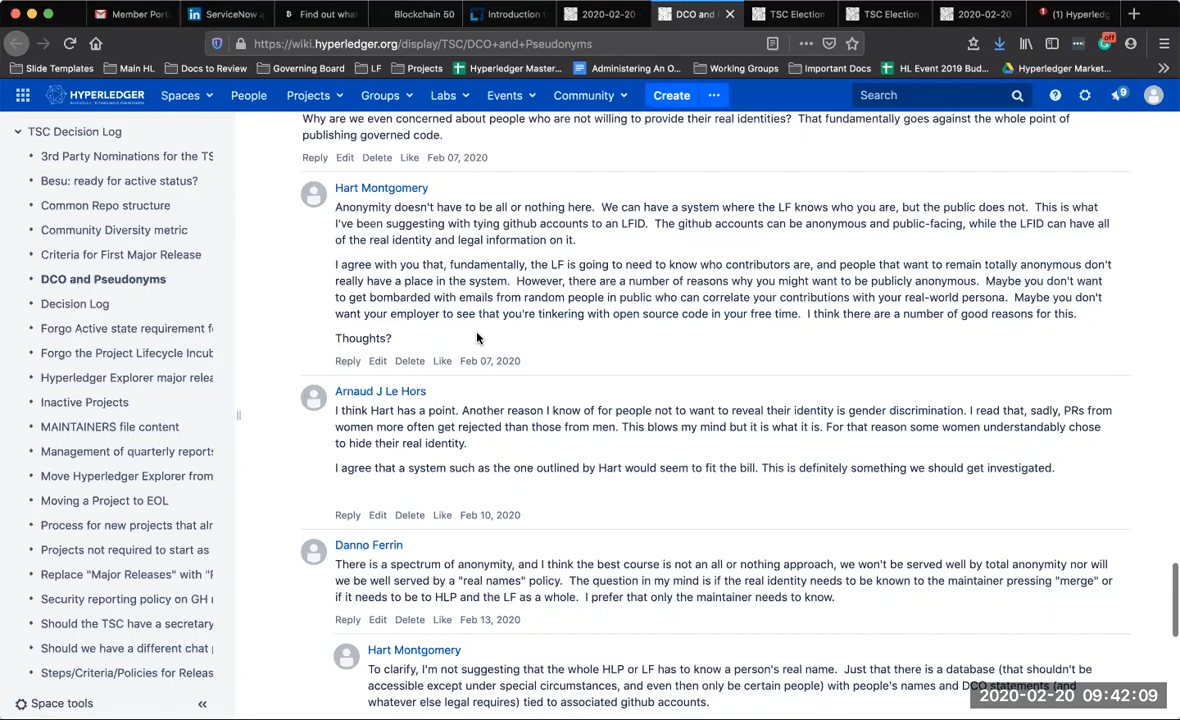 Member Por
ServiceNow
Find out what
Blockchain 50
Introduction
2020-02-20
DCO and
TSC Election
TSC Election
2020-02-20
(1) Hyperledg
https://wiki.hyperledger.org/display/TSC/DCO+and+Pseudonyms
off
Slide Templates
Main HL
Docs to Review
Governing Board
LF
Projects
Hyperledger Master...
Administering An O...
Working Groups
Important Docs
HL Event 2019 Bud...
Hyperledger Market...
HYPERLEDGER
Spaces
People
Projects
Groups
Labs
Events
Community
Create
Search
9
TSC Decision Log
3rd Party Nominations for the TS
Besu: ready for active status?
Common Repo structure
Community Diversity metric
Criteria for First Major Release
DCO and Pseudonyms
Decision Log
Forgo Active state requirement f
Forgo the Project Lifecycle Incub
Hyperledger Explorer major relea
Inactive Projects
MAINTAINERS file content
Management of quarterly reports
Move Hyperledger Explorer from
Moving a Project to EOL
Process for new projects that alr
Projects not required to start as
Replace "Major Releases" with "F
Security reporting policy on GH r
Should the TSC have a secretary
Should we have a different chat p
Steps/Criteria/Policies for Releas
Space tools
Why are we even concerned about people who are not willing to provide their real identities? That fundamentally goes against the whole point of
publishing governed code.
Reply Edit Delete Like Feb 07, 2020
Hart Montgomery
Anonymity doesn't have to be all or nothing here. We can have a system where the LF knows who you are, but the public does not. This is what
I've been suggesting with tying github accounts to an LFID. The github accounts can be anonymous and public-facing, while the LFID can have all
of the real identity and legal information on it.
I agree with you that, fundamentally, the LF is going to need to know who contributors are, and people that want to remain totally anonymous don't
really have a place in the system. However, there are a number of reasons why you might want to be publicly anonymous. Maybe you don't want
to get bombarded with emails from random people in public who can correlate your contributions with your real-world persona. Maybe you don't
want your employer to see that you're tinkering with open source code in your free time. I think there are a number of good reasons for this.
Thoughts?
Reply Edit Delete Like Feb 07, 2020
Arnaud J Le Hors
I think Hart has a point. Another reason I know of for people not to want to reveal their identity is gender discrimination. I read that, sadly, PRs from
women more often get rejected than those from men. This blows my mind but it is what it is. For that reason some women understandably chose
to hide their real identity.
I agree that a system such as the one outlined by Hart would seem to fit the bill. This is definitely something we should get investigated.
Reply Edit Delete Like Feb 10, 2020
Danno Ferrin
There is a spectrum of anonymity, and I think the best course is not an all or nothing approach, we won't be served well by total anonymity nor will
we be well served by a "real names" policy. The question in my mind is if the real identity needs to be known to the maintainer pressing "merge" or
if it needs to be to HLP and the LF as a whole. I prefer that only the maintainer needs to know.
Reply Edit Delete Like Feb 13, 2020
Hart Montgomery
To clarify, I'm not suggesting that the whole HLP or LF has to know a person's real name. Just that there is a database (that shouldn't be
accessible except under special circumstances, and even then only be certain people) with people's names and DCO statements (and
whatever else legal requires) tied to associated github accounts.
2020-02-20 09:42:09